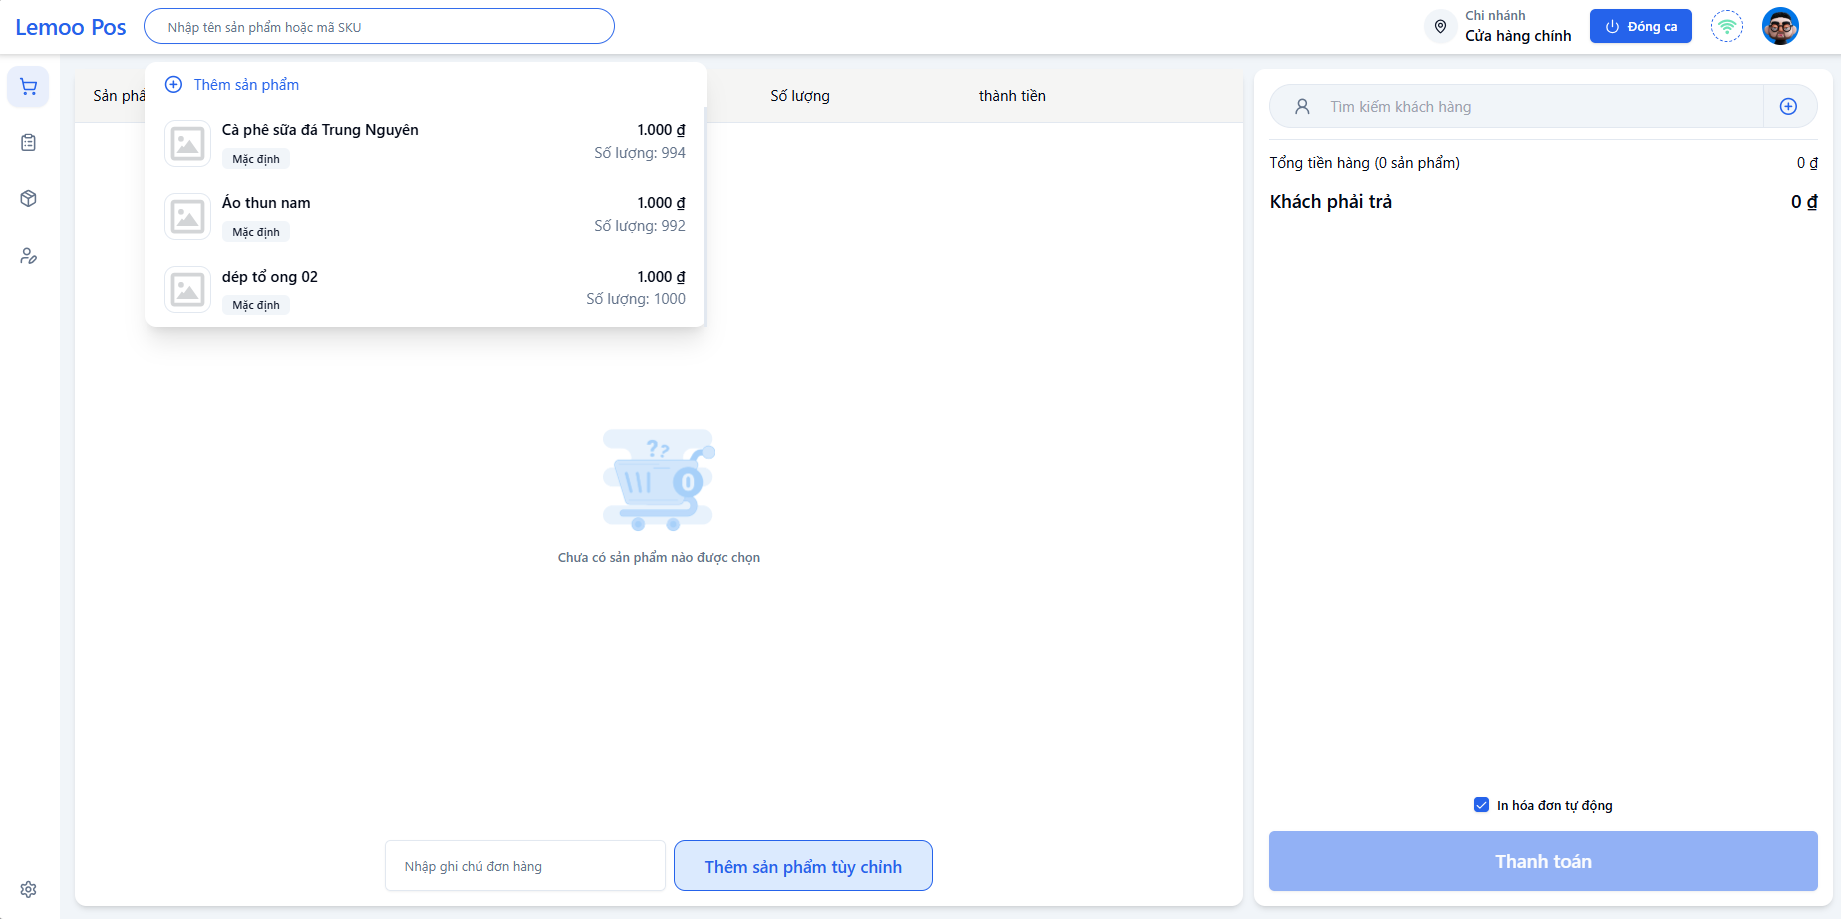 Lemoo Pos
Nhập tên sản phẩm hoặc mã SKU
Chi nhánh
Cửa hàng chính
Đóng ca
Sản phẩ
Số lượng
thành tiền
Thêm sản phẩm
Cà phê sữa đá Trung Nguyên
1.000 ₫
Mặc định
Số lượng: 994
Áo thun nam
1.000 ₫
Mặc định
Số lượng: 992
dép tổ ong 02
1.000 ₫
Mặc định
Số lượng: 1000
??
0
Chưa có sản phẩm nào được chọn
Nhập ghi chú đơn hàng
Thêm sản phẩm tùy chỉnh
Tìm kiếm khách hàng
Tổng tiền hàng (0 sản phẩm)
0 ₫
Khách phải trả
0 ₫
In hóa đơn tự động
Thanh toán